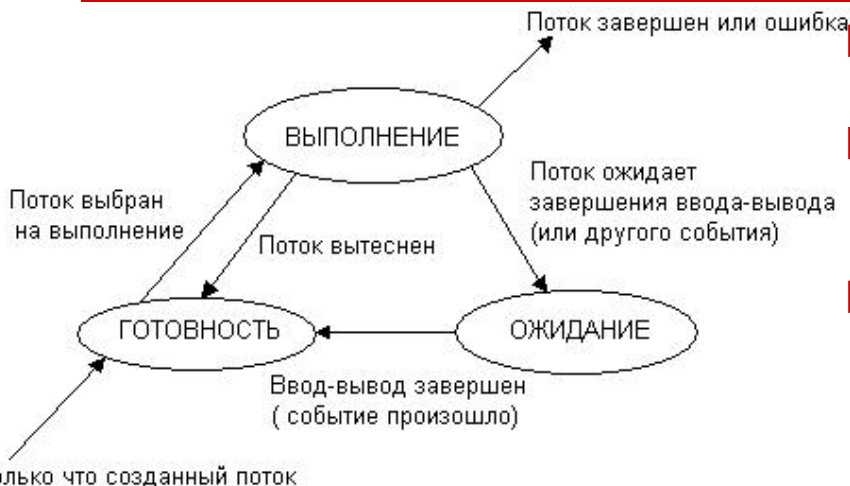 Поток завершен или ошибка
ВЫПОЛНЕНИЕ
Поток выбран
на выполнение
Поток вытеснен
Поток ожидает
завершения ввода-вывода
(или другого события)
ГОТОВНОСТЬ
ОЖИДАНИЕ
Ввод-вывод завершен
( событие произошло)
олько что созданный поток